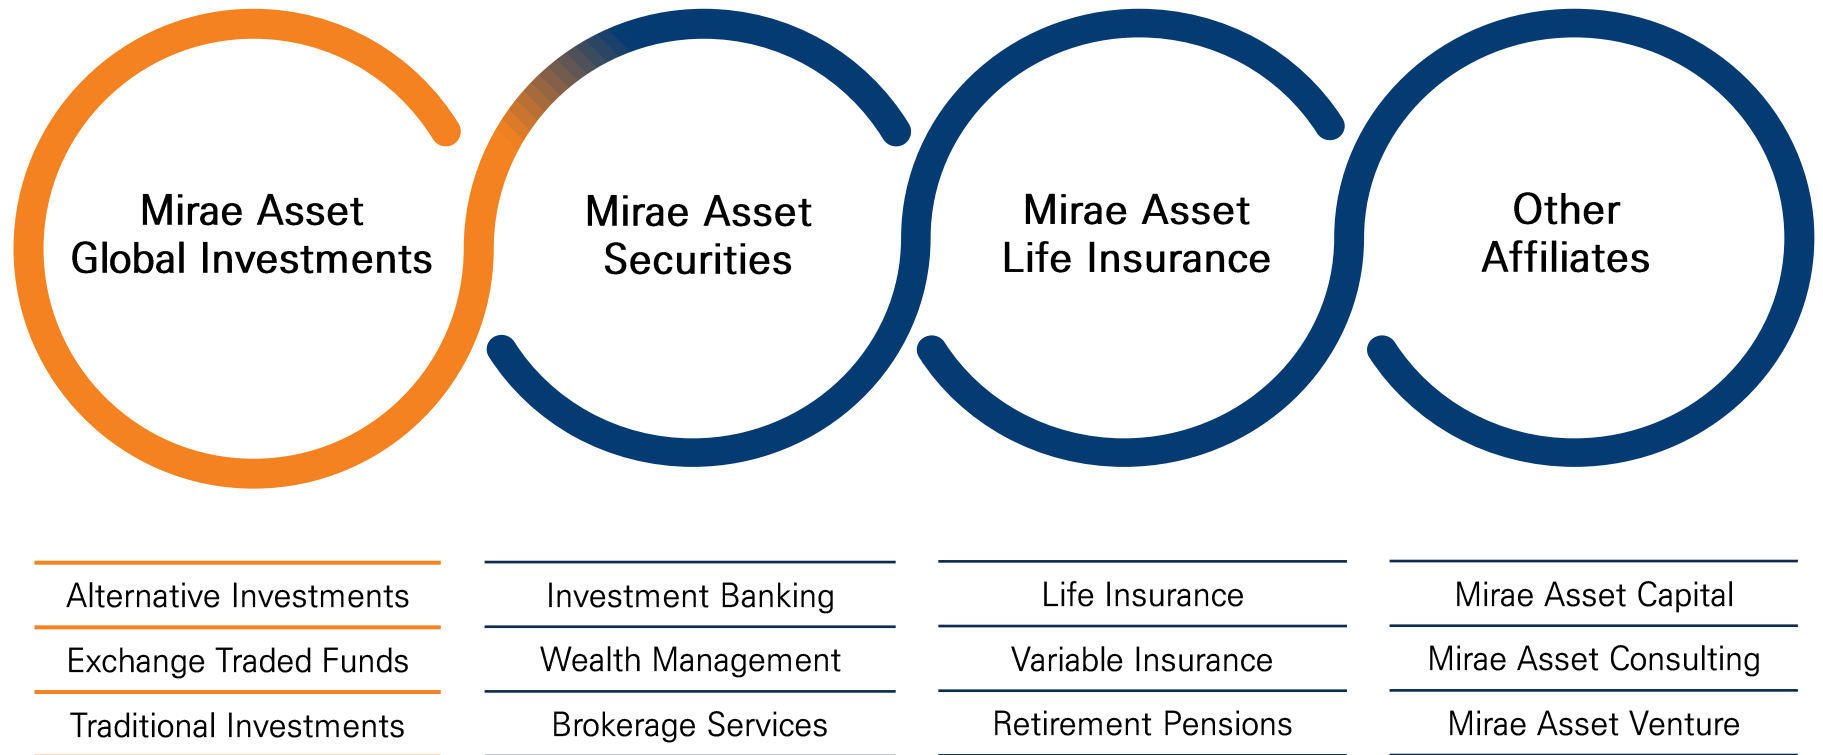 Mirae Asset
Global Investments
Mirae Asset
Securities
Mirae Asset
Life Insurance
Other
Affiliates
Alternative Investments
Exchange Traded Funds
Traditional Investments
Investment Banking
Wealth Management
Brokerage Services
Life Insurance
Variable Insurance
Retirement Pensions
Mirae Asset Capital
Mirae Asset Consulting
Mirae Asset Venture